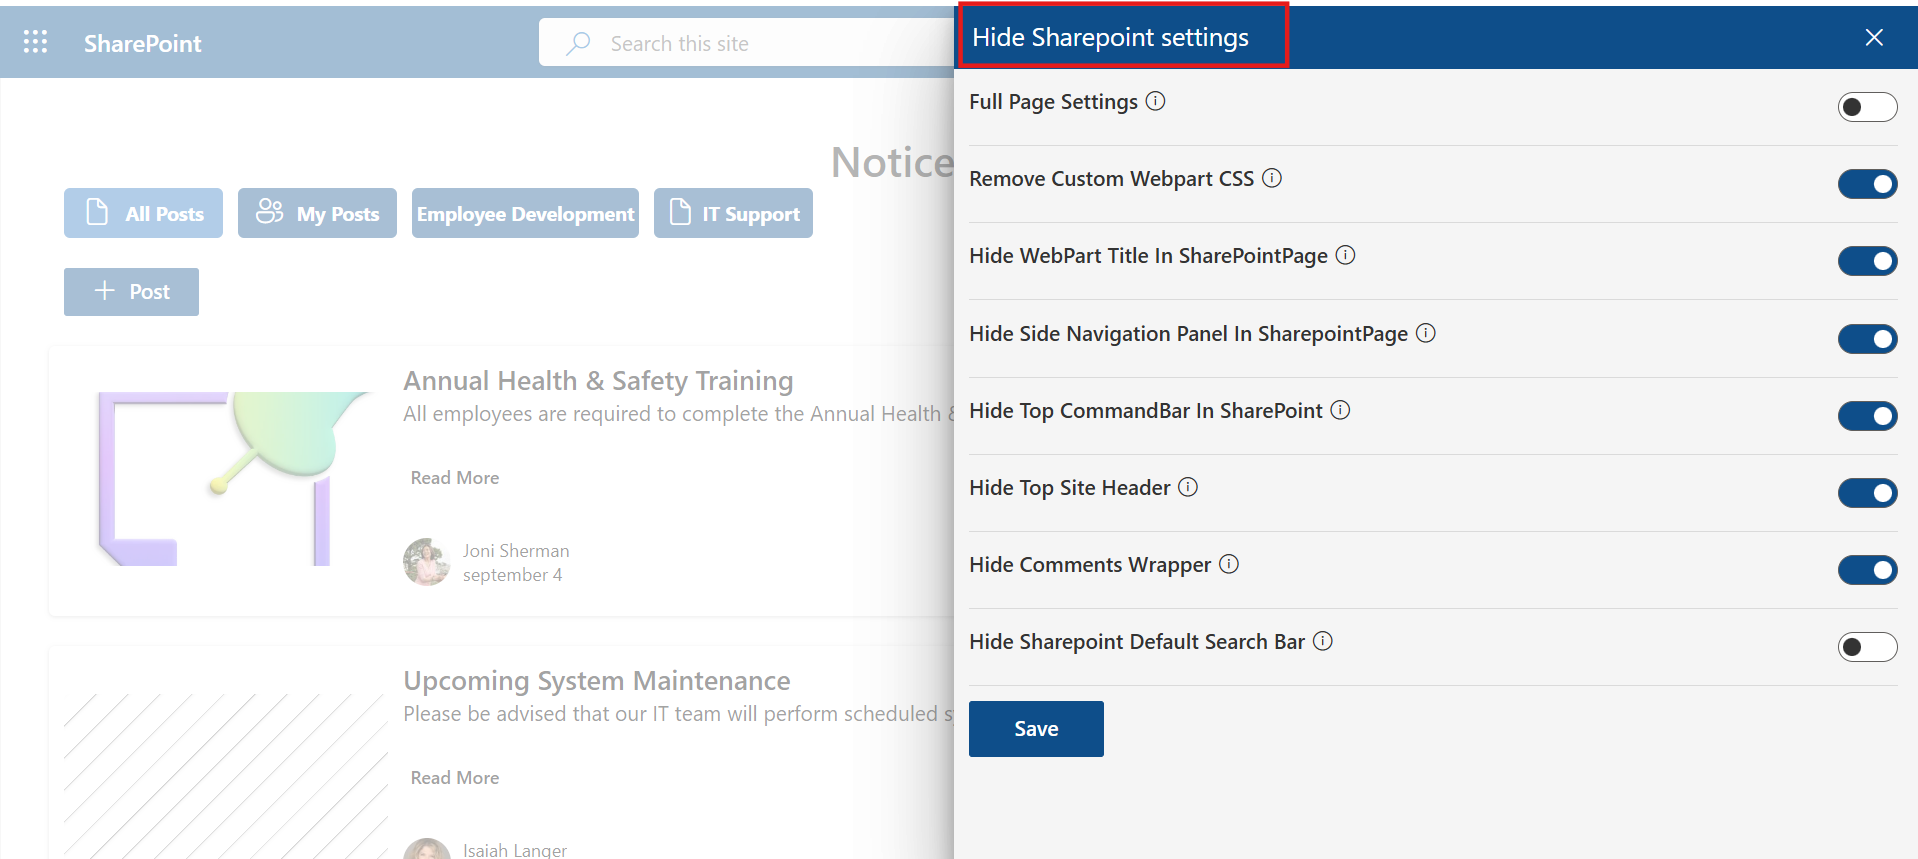 SharePoint
Search this site
Notice
All Posts
My Posts
Employee Development
IT Support
Post
Annual Health & Safety Training
All employees are required to complete the Annual Health &
Read More
Joni Sherman
september 4
Upcoming System Maintenance
Please be advised that our IT team will perform scheduled s
Read More
Isaiah Langer
Hide Sharepoint settings
Full Page Settings
Remove Custom Webpart CSS
Hide WebPart Title In SharePointPage
Hide Side Navigation Panel In SharepointPage
Hide Top CommandBar In SharePoint
Hide Top Site Header
Hide Comments Wrapper
Hide Sharepoint Default Search Bar
Save